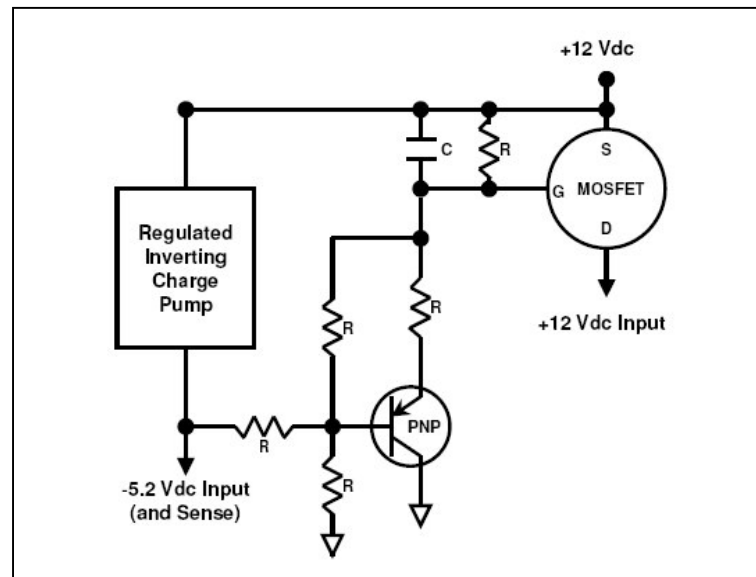 +12 Vdc
C
R
S
G
MOSFET
D
Regulated
Inverting
Charge
Pump
+12 Vdc Input
R
R
PNP
R
R
-5.2 Vdc Input
(and Sense)